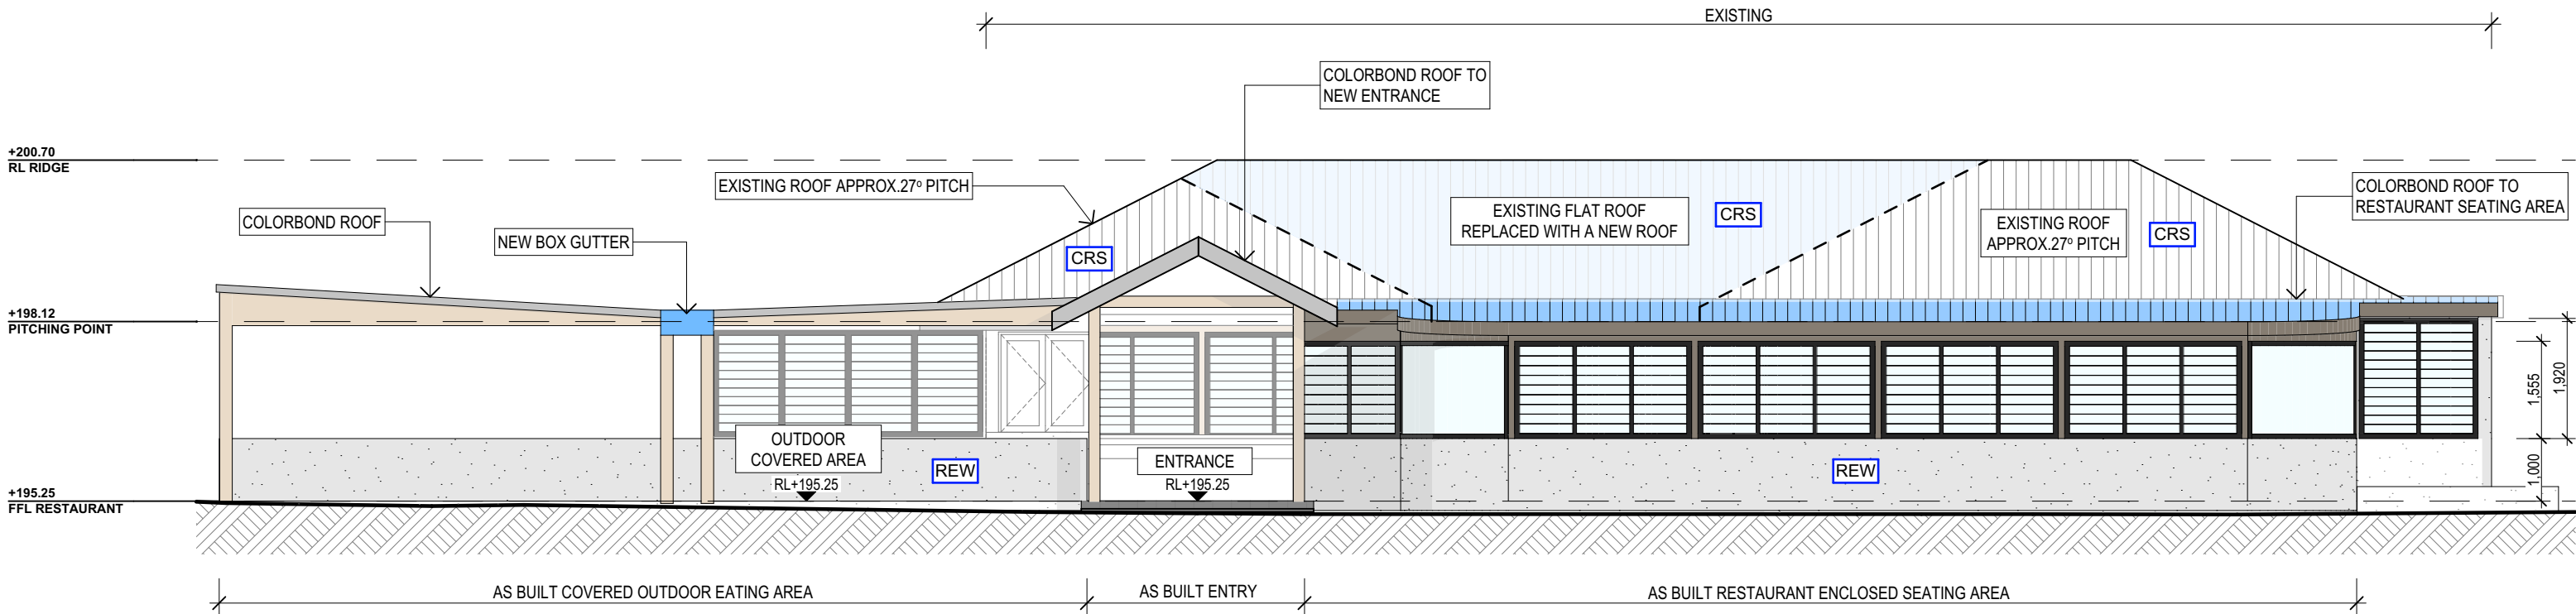 EXISTING
COLORBOND ROOF TO
NEW ENTRANCE
+200.70
RL RIDGE
EXISTING ROOF APPROX.27º PITCH
COLORBOND ROOF TO
RESTAURANT SEATING AREA
COLORBOND ROOF
NEW BOX GUTTER
EXISTING FLAT ROOF
REPLACED WITH A NEW ROOF
CRS
EXISTING ROOF
APPROX.27º PITCH
CRS
CRS
+198.12
PITCHING POINT
1,555
1,920
1,000
OUTDOOR
COVERED AREA
RL+195.25
REW
ENTRANCE
RL+195.25
REW
+195.25
FFL RESTAURANT
AS BUILT COVERED OUTDOOR EATING AREA
AS BUILT ENTRY
AS BUILT RESTAURANT ENCLOSED SEATING AREA